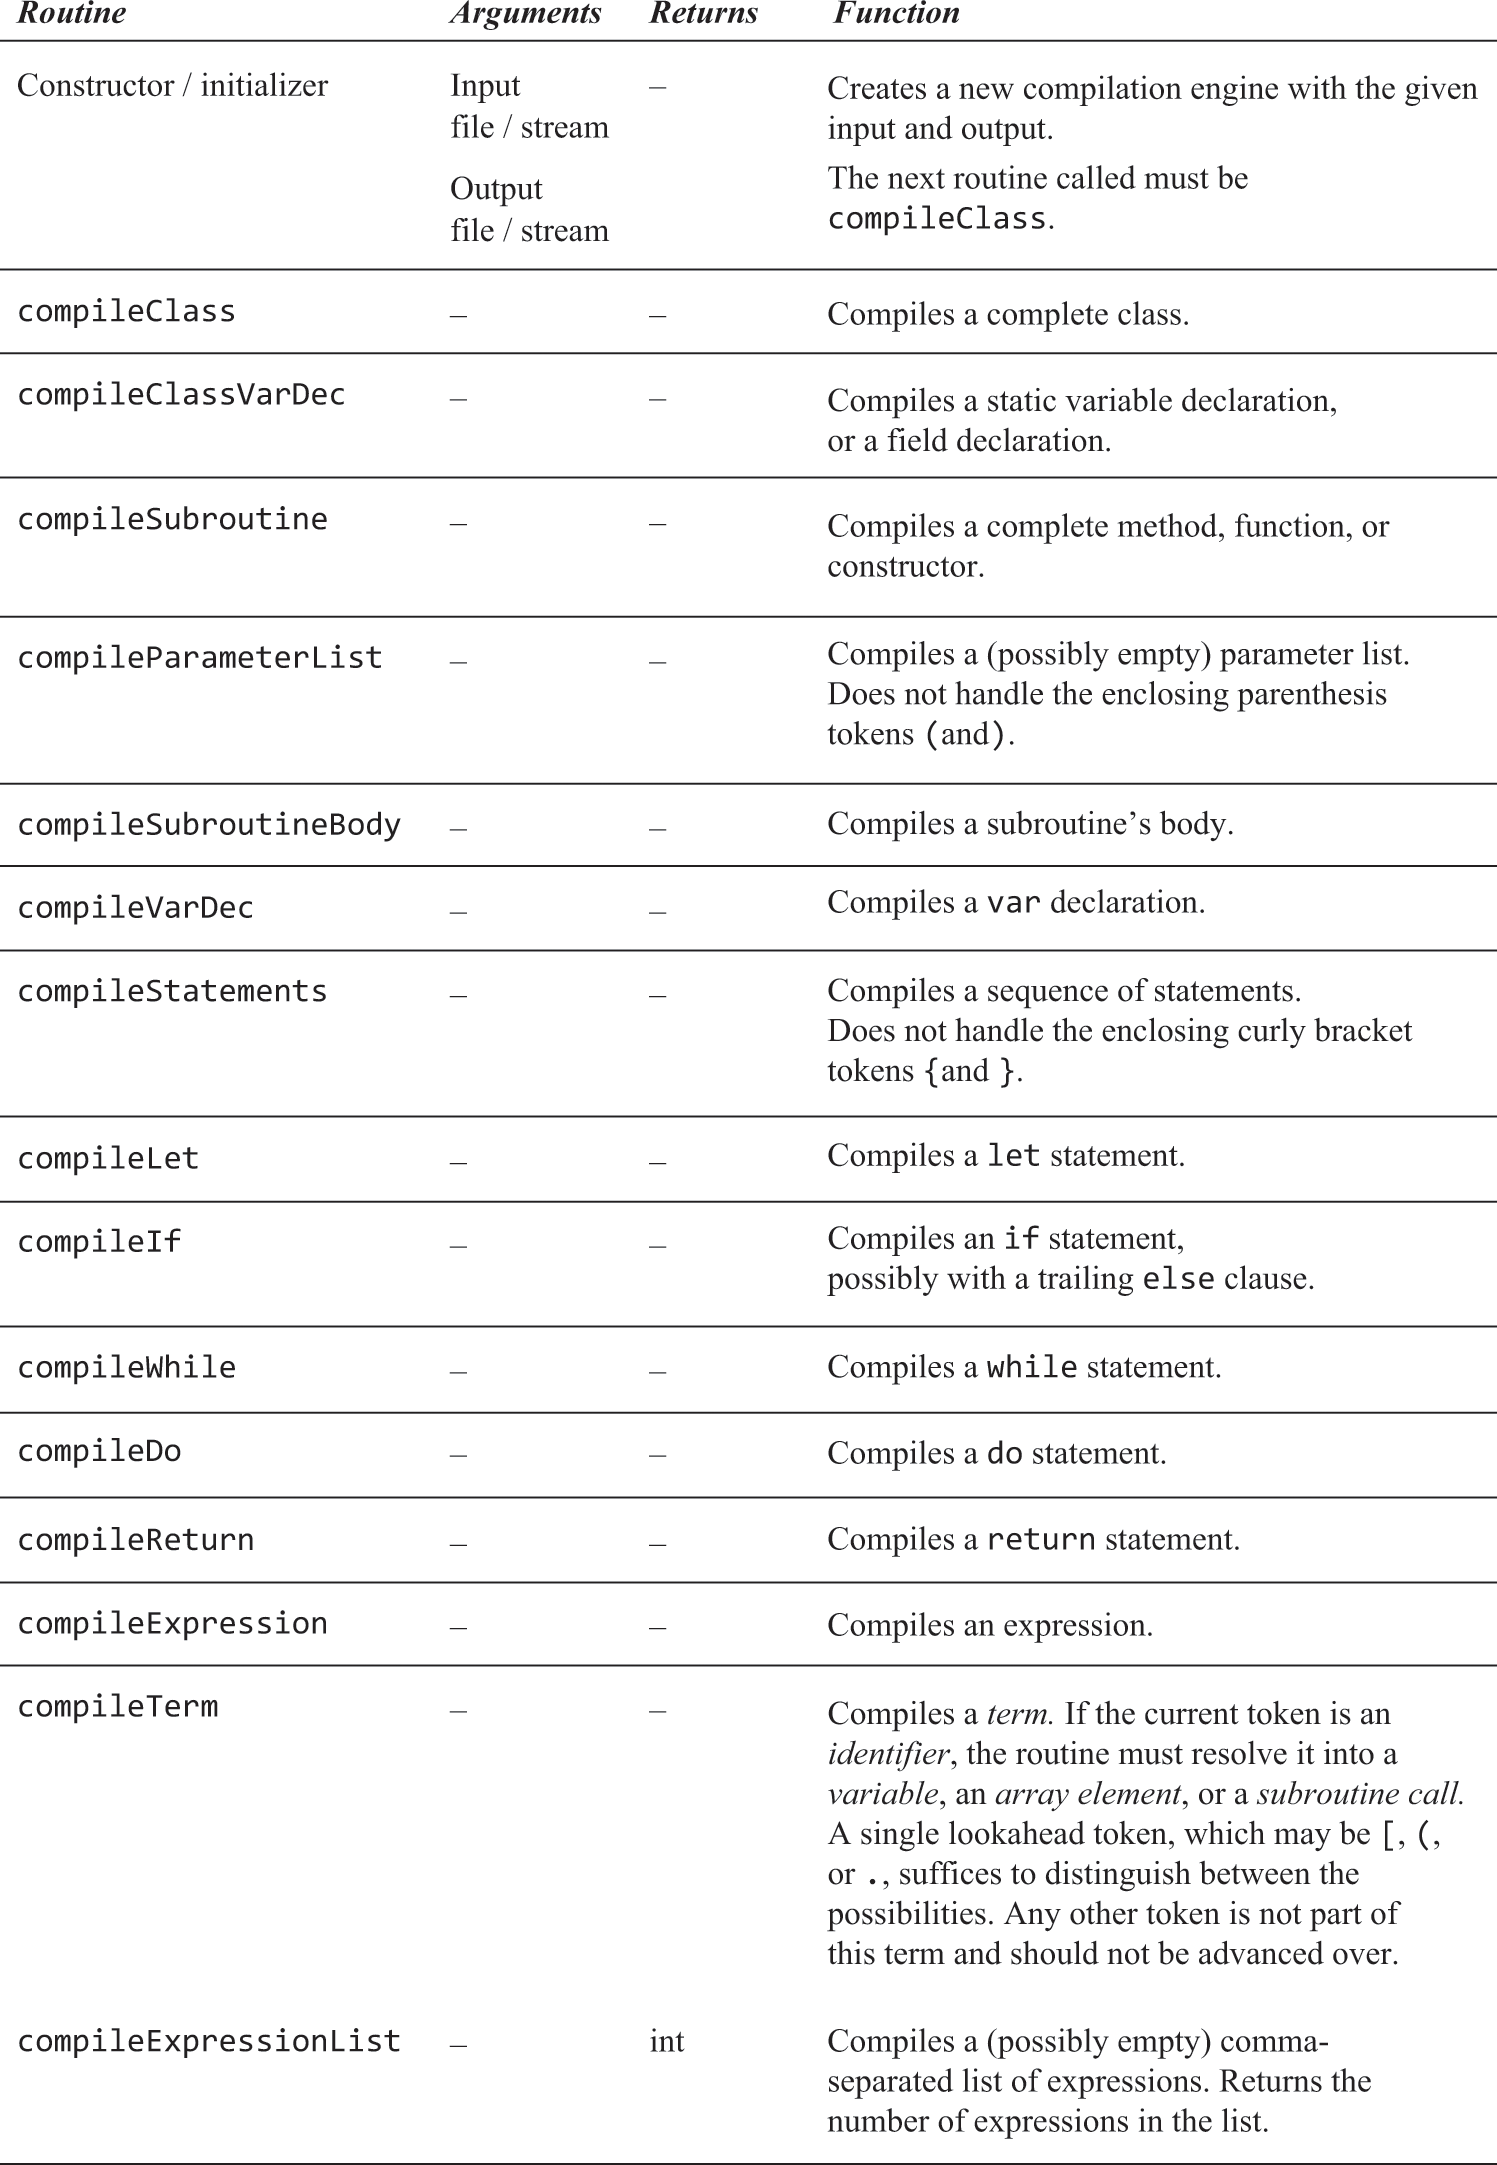 Routine Arguments Returns Function
Constructor / initializer Input – Creates a new compilation engine with the given
file / stream input and output.
Output The next routine called must be
file / stream compileClass.
compileClass – – Compiles a complete class.
compileClassVarDec – – Compiles a static variable declaration,
or a field declaration.
compileSubroutine – – Compiles a complete method, function, or
constructor.
compileParameterList – – Compiles a (possibly empty) parameter list.
Does not handle the enclosing parenthesis
tokens (and).
compileSubroutineBody – – Compiles a subroutine’s body.
compileVarDec – – Compiles a var declaration.
compileStatements – – Compiles a sequence of statements.
Does not handle the enclosing curly bracket
tokens {and }.
compileLet – – Compiles a let statement.
compileIf – – Compiles an if statement,
possibly with a trailing else clause.
compileWhile – – Compiles a while statement.
compileDo – – Compiles a do statement.
compileReturn – – Compiles a return statement.
compileExpression – – Compiles an expression.
compileTerm – – Compiles a term. If the current token is an
identifier, the routine must resolve it into a
variable, an array element, or a subroutine call.
A single lookahead token, which may be [, (,
or ., suffices to distinguish between the
possibilities. Any other token is not part of
this term and should not be advanced over.
compileExpressionList – int Compiles a (possibly empty) comma-
separated list of expressions. Returns the
number of expressions in the list.